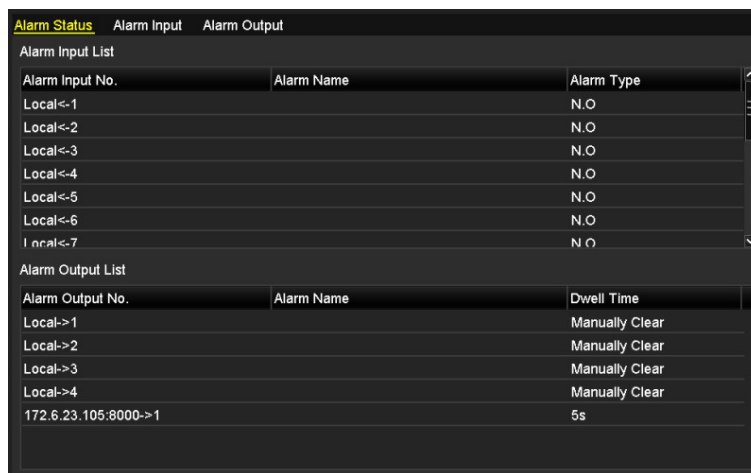 Alarm Status Alarm Input Alarm Output
Alarm Input List
Alarm Input No. Alarm Name Alarm Type
Local<-1 N.O
Local<-2 N.O
Local<-3 N.O
Local<-4 N.O
Local<-5 N.O
Local<-6 N.O
Local<-7 N.O
Alarm Output List
Alarm Output No. Alarm Name Dwell Time
Local->1 Manually Clear
Local->2 Manually Clear
Local->3 Manually Clear
Local->4 Manually Clear
172.6.23.105:8000->1 5s